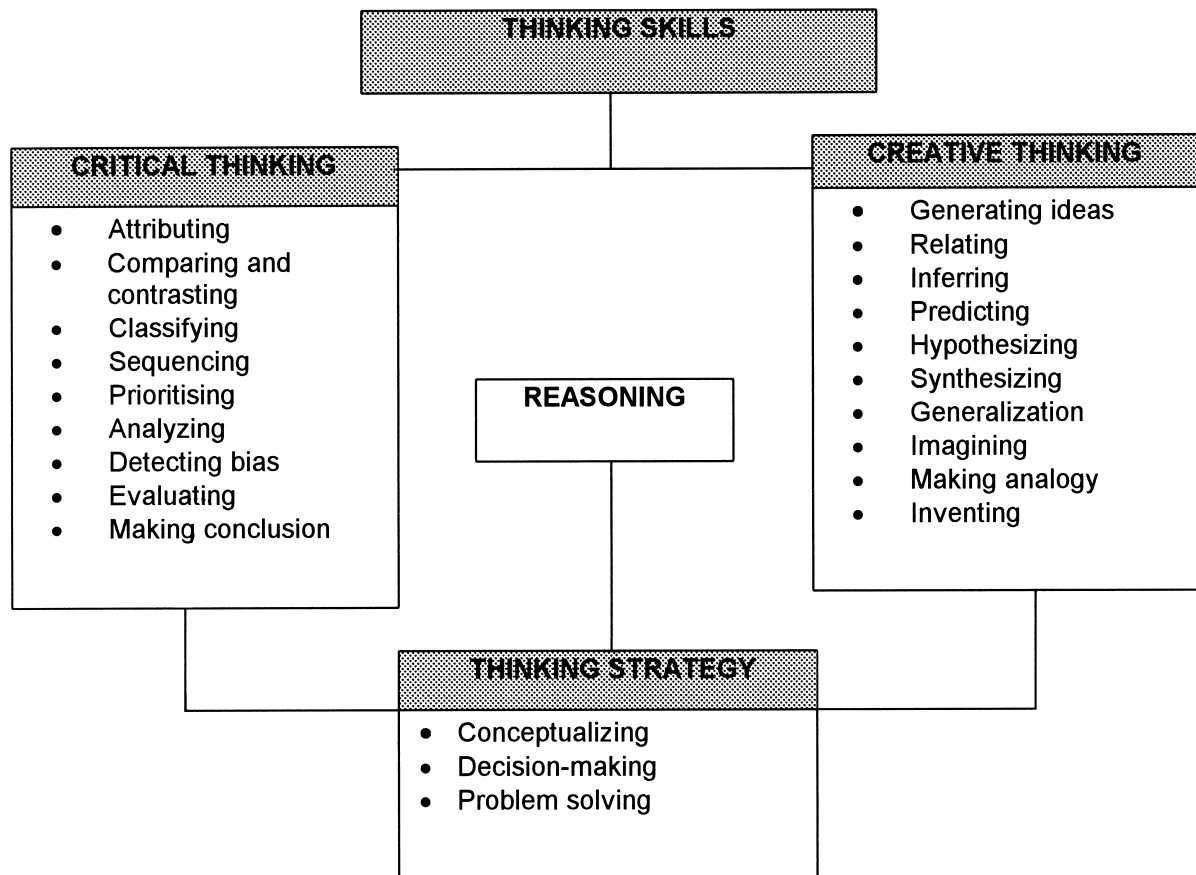 THINKING SKILLS
CRITICAL THINKING
• Attributing
• Comparing and
contrasting
• Classifying
• Sequencing
• Prioritising
• Analyzing
• Detecting bias
• Evaluating
• Making conclusion
CREATIVE THINKING
• Generating ideas
• Relating
• Inferring
• Predicting
• Hypothesizing
• Synthesizing
• Generalization
• Imagining
• Making analogy
• Inventing
REASONING
THINKING STRATEGY
• Conceptualizing
• Decision-making
• Problem solving